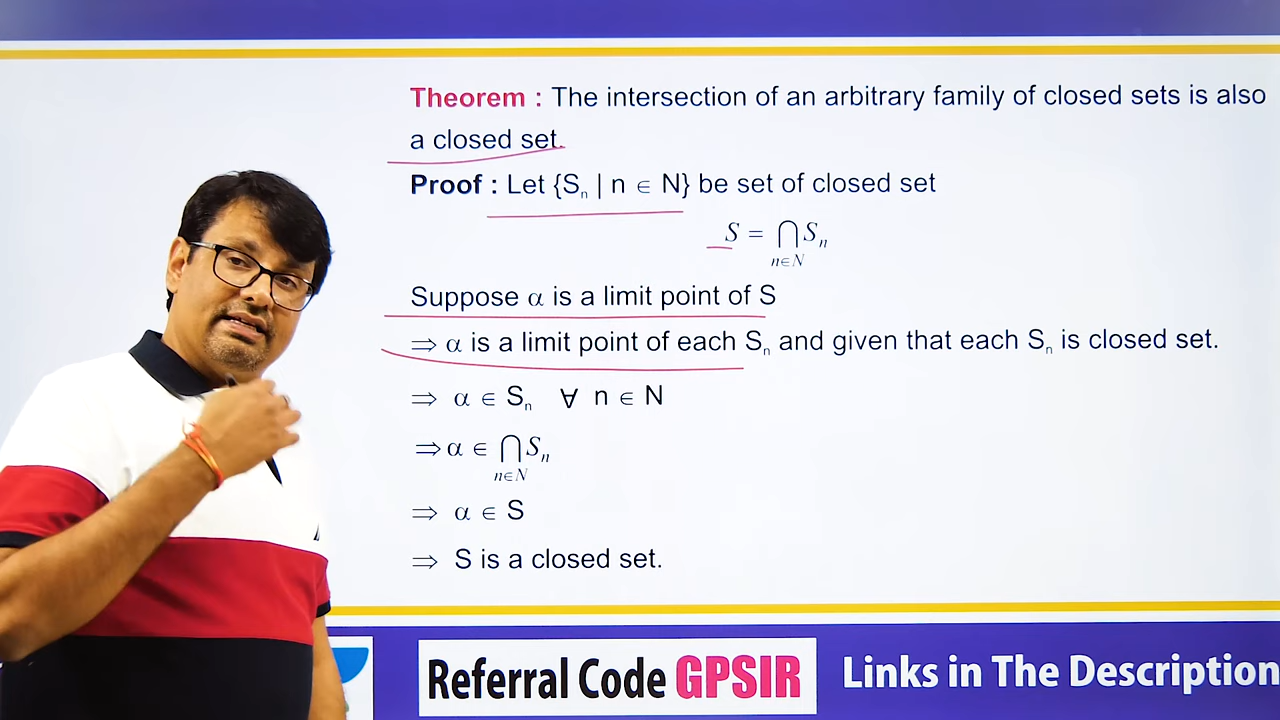 Theorem : The intersection of an arbitrary family of closed sets is also
a closed set.
Proof : Let {Sₙ | n ∈ N} be set of closed set
S = ⋂ Sₙ
n∈N
Suppose α is a limit point of S
⇒ α is a limit point of each Sₙ and given that each Sₙ is closed set.
⇒ α ∈ Sₙ ∀ n ∈ N
⇒ α ∈ ⋂ Sₙ
n∈N
⇒ α ∈ S
⇒ S is a closed set.
Referral Code GPSIR
Links in The Description